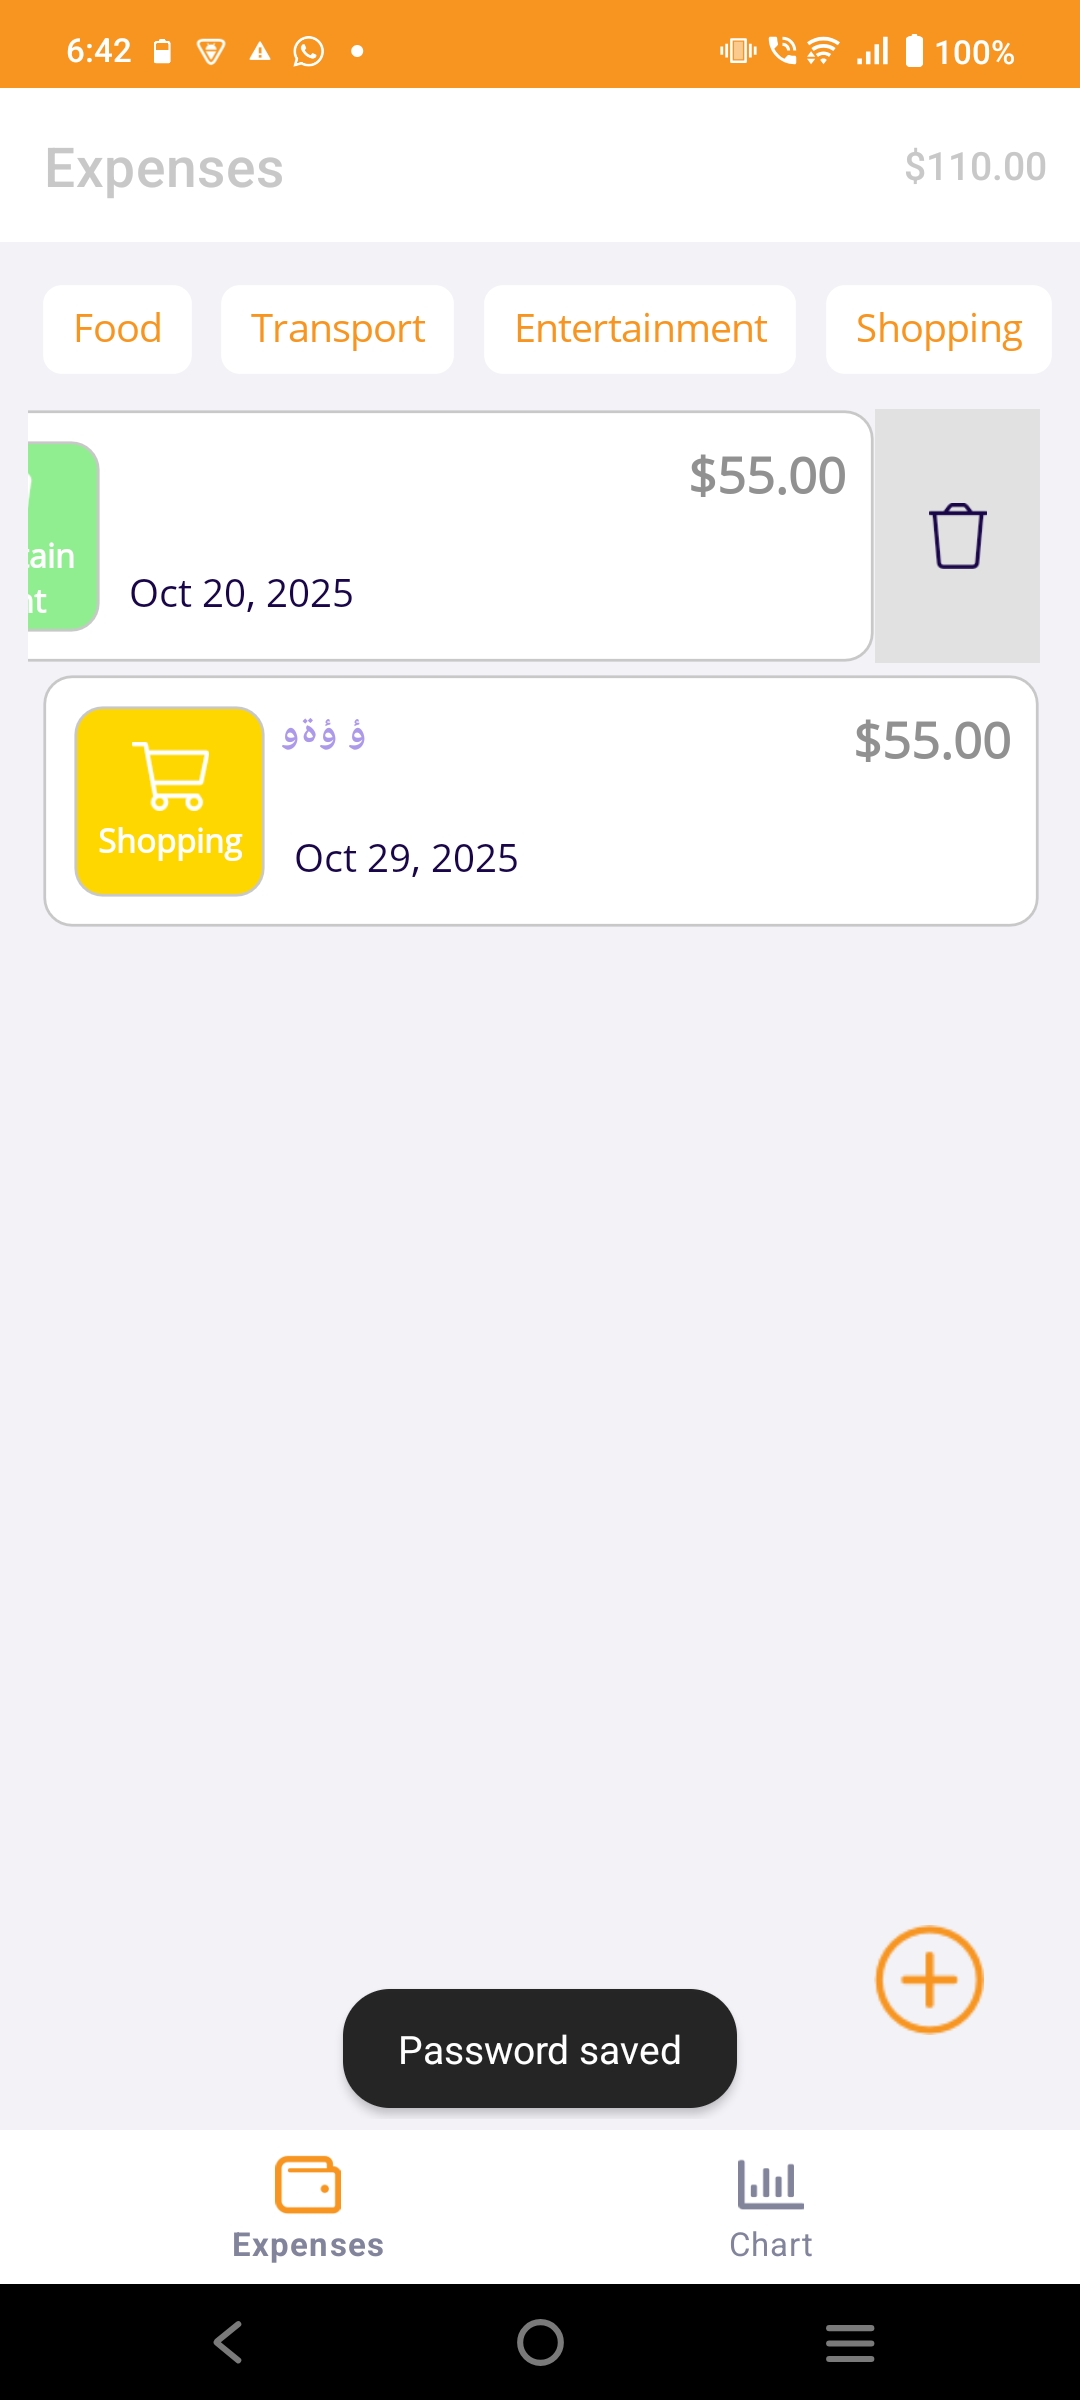 6:42
100%
Expenses
$110.00
Food
Transport
Entertainment
Shopping
$55.00
tain
nt
Oct 20, 2025
ؤ ؤةو
$55.00
Shopping
Oct 29, 2025
Password saved
Expenses
Chart